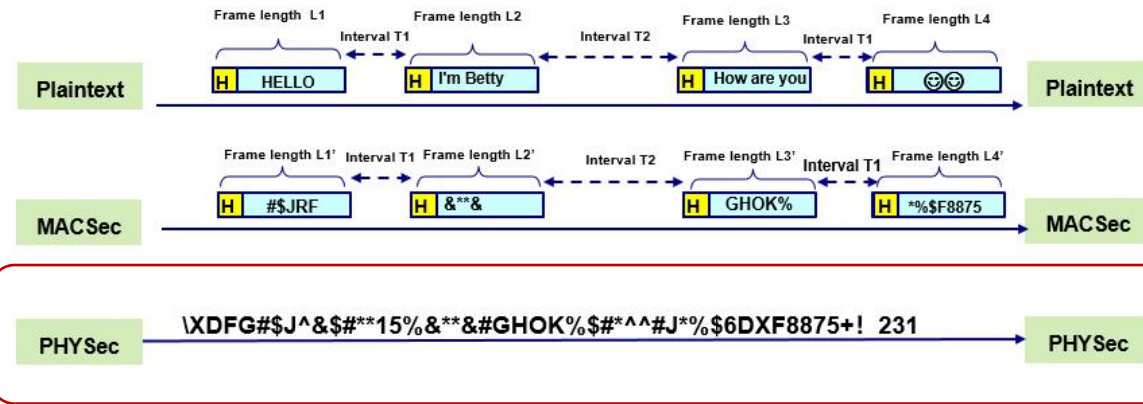 Frame length L1 Frame length L2 Frame length L3 Frame length L4
Interval T1 Interval T2 Interval T1
Plaintext H HELLO H I'm Betty H How are you H ☺☺ Plaintext
Frame length L1' Interval T1 Frame length L2' Interval T2 Frame length L3' Interval T1 Frame length L4'
MACSec H #$JRF H &**& H GHOK% H *%$F8875 MACSec
\XDFG#$J^&$#**15%&**&#GHOK%$#*^^#J*%$6DXF8875+! 231
PHYSec PHYSec